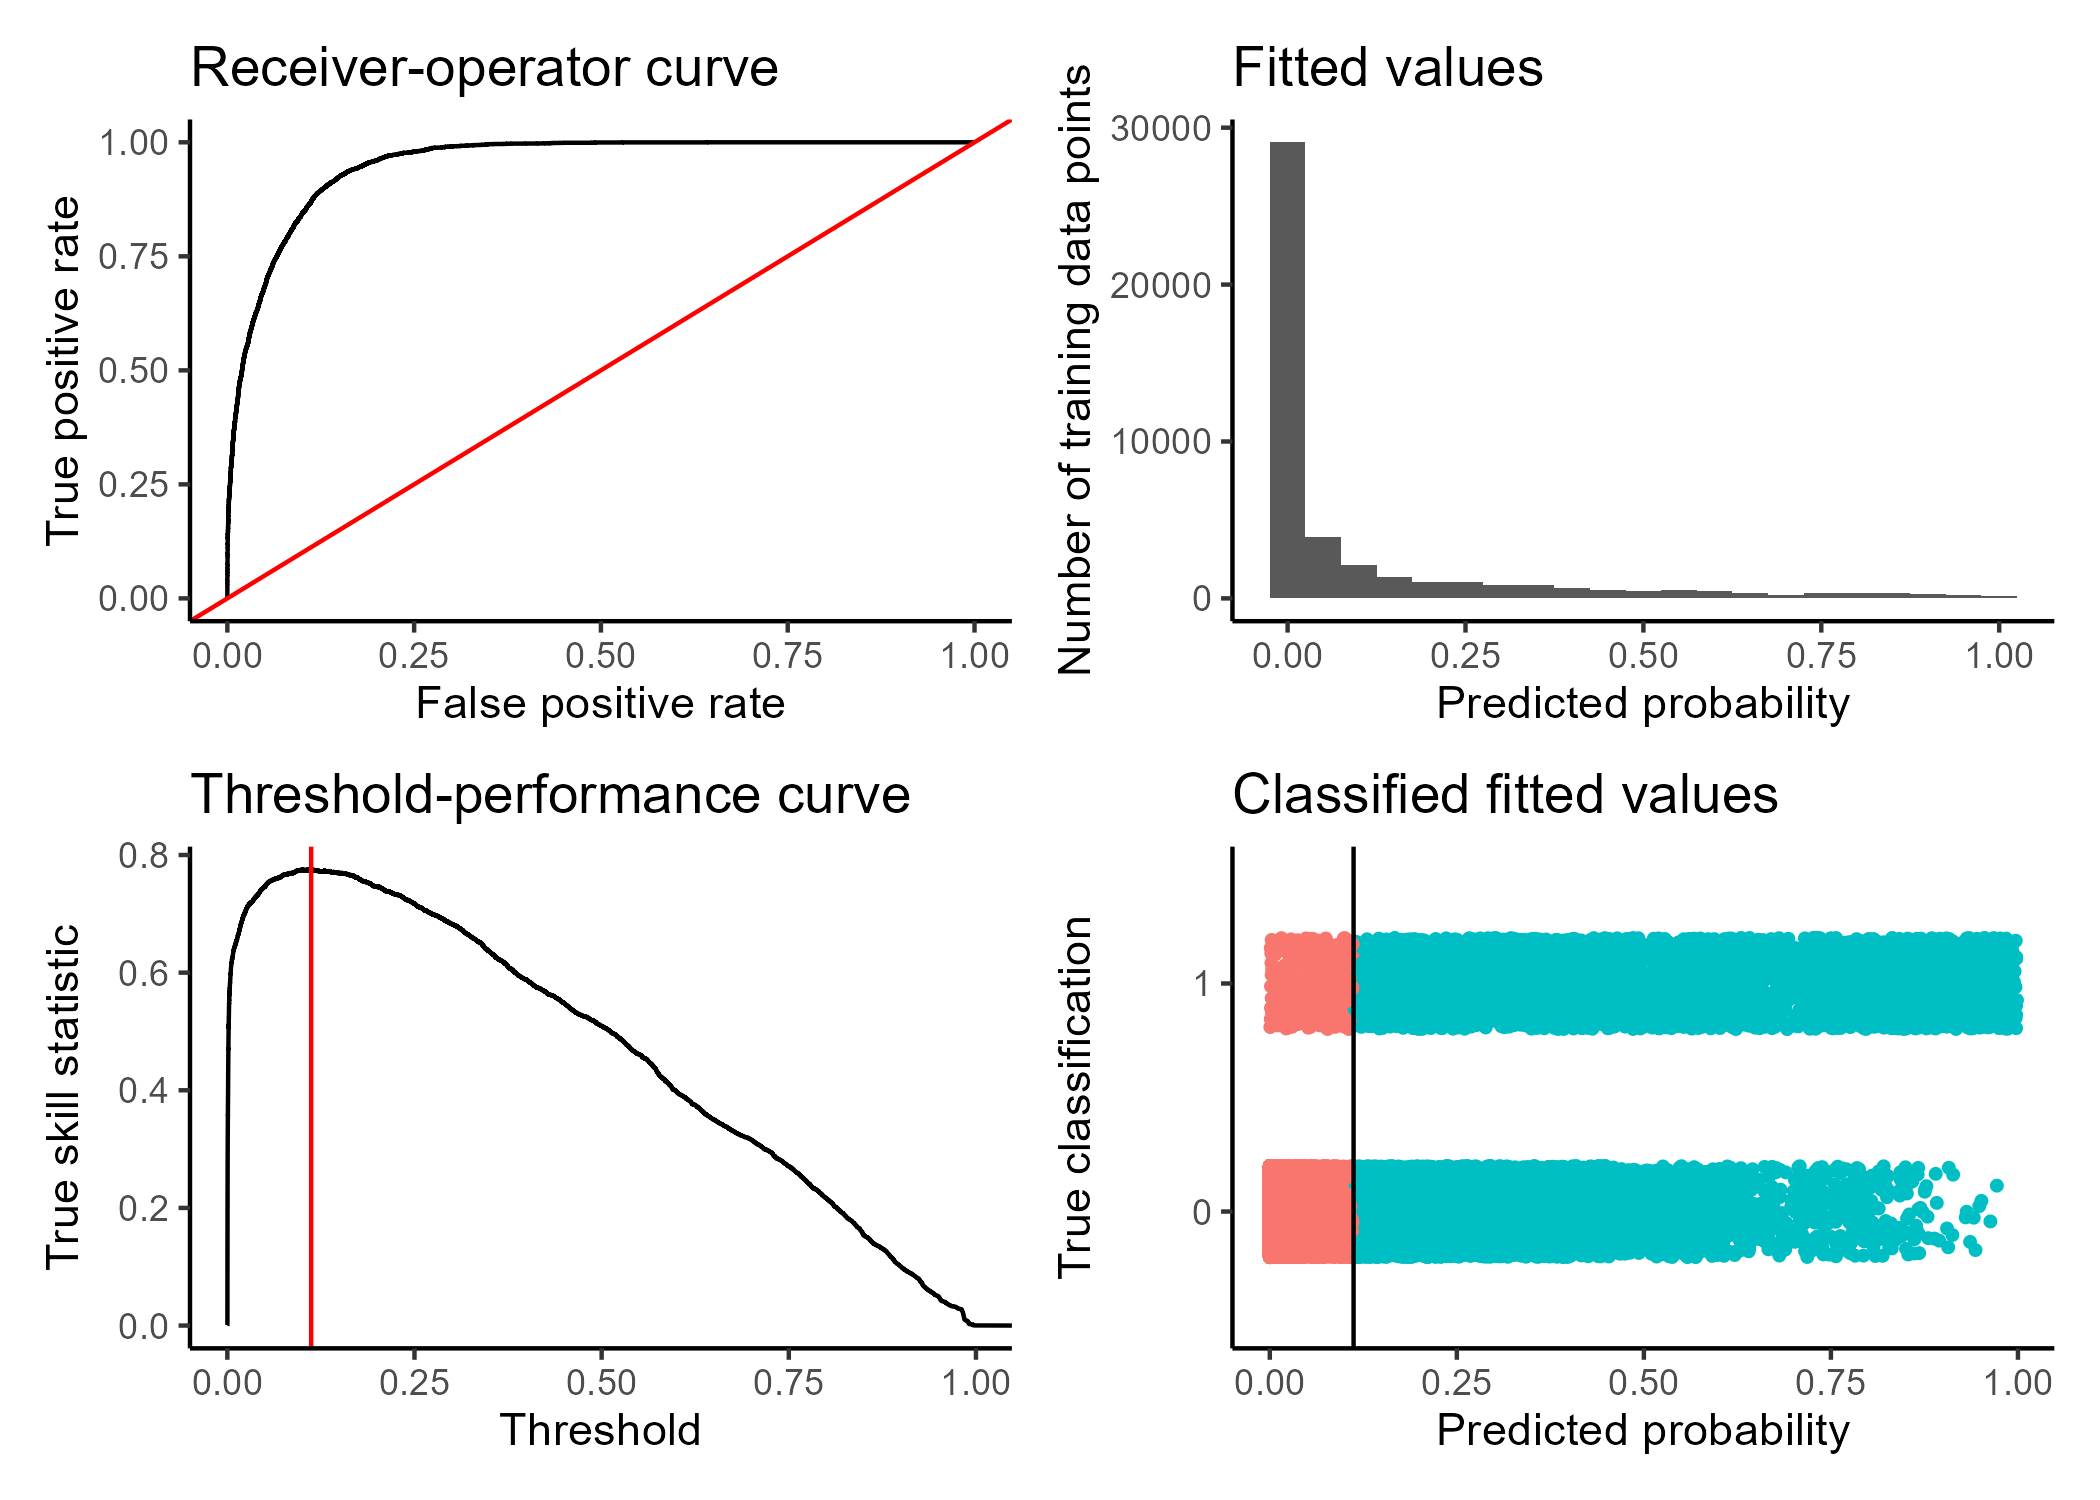 Receiver-operator curve
True positive rate
1.00
0.75
0.50
0.25
0.00
0.00 0.25 0.50 0.75 1.00
False positive rate
Fitted values
Number of training data points
30000
20000
10000
0
0.00 0.25 0.50 0.75 1.00
Predicted probability
Threshold-performance curve
True skill statistic
0.8
0.6
0.4
0.2
0.0
0.00 0.25 0.50 0.75 1.00
Threshold
Classified fitted values
True classification
1
0
0.00 0.25 0.50 0.75 1.00
Predicted probability